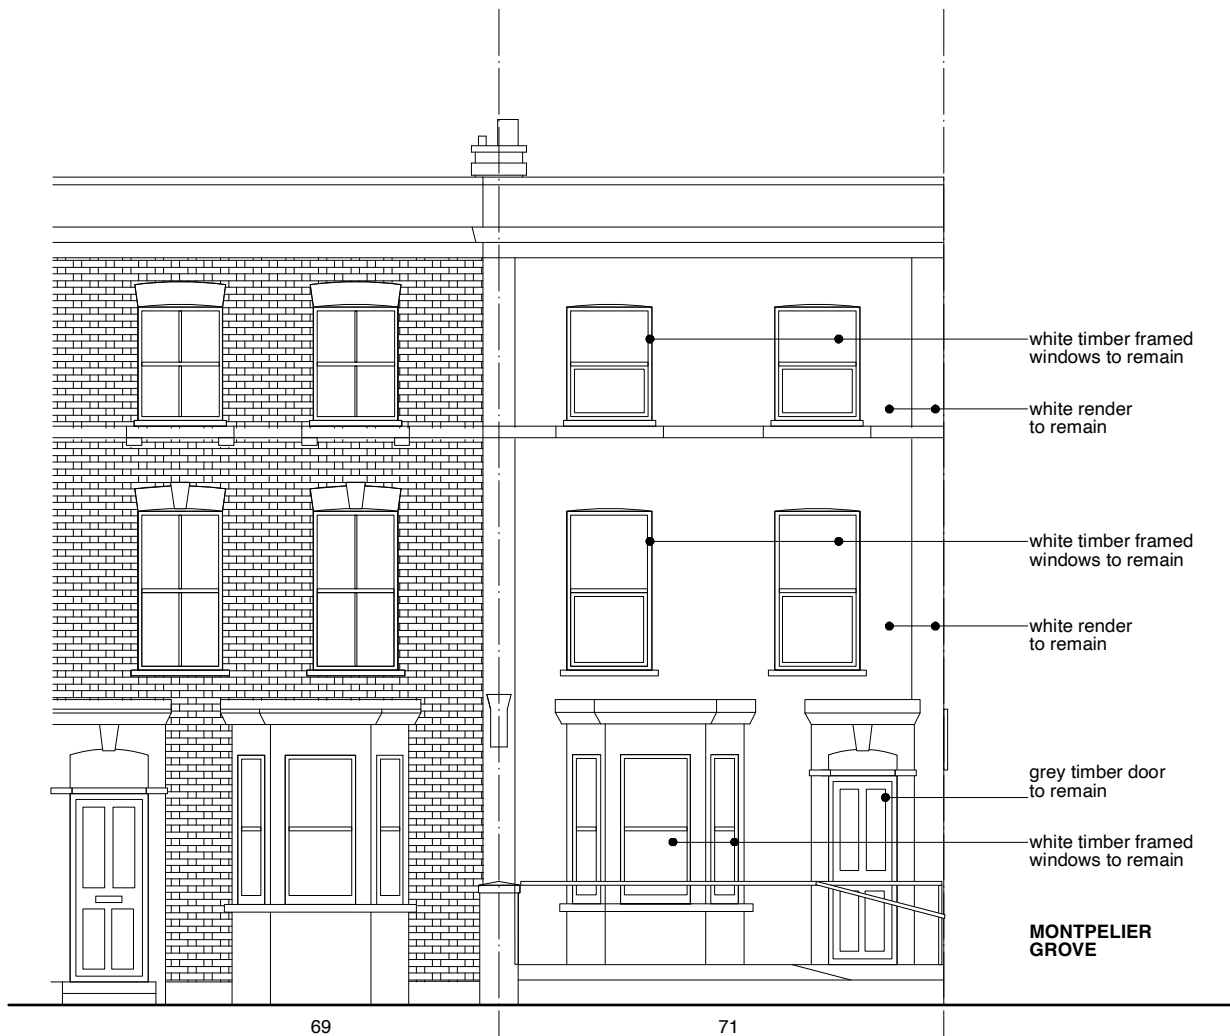 white timber framed
windows to remain
white render
to remain
white timber framed
windows to remain
white render
to remain
grey timber door
to remain
white timber framed
windows to remain
MONTPELIER
GROVE
69
71